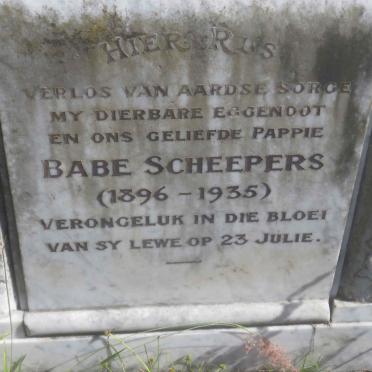 HIER RUS
VERLOS VAN AARDSE SORGE
MY DIERBARE EGGENOOT
EN ONS GELIEFDE PAPPIE
BABE SCHEEPERS
(1896 - 1935)
VERONGELUK IN DIE BLOEI
VAN SY LEWE OP 23 JULIE.